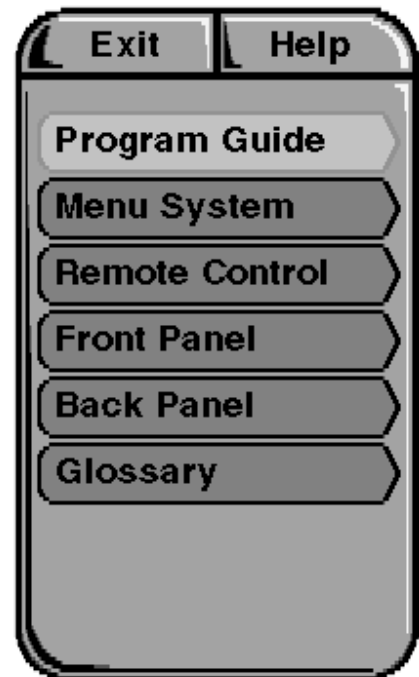 Exit Help
Program Guide
Menu System
Remote Control
Front Panel
Back Panel
Glossary